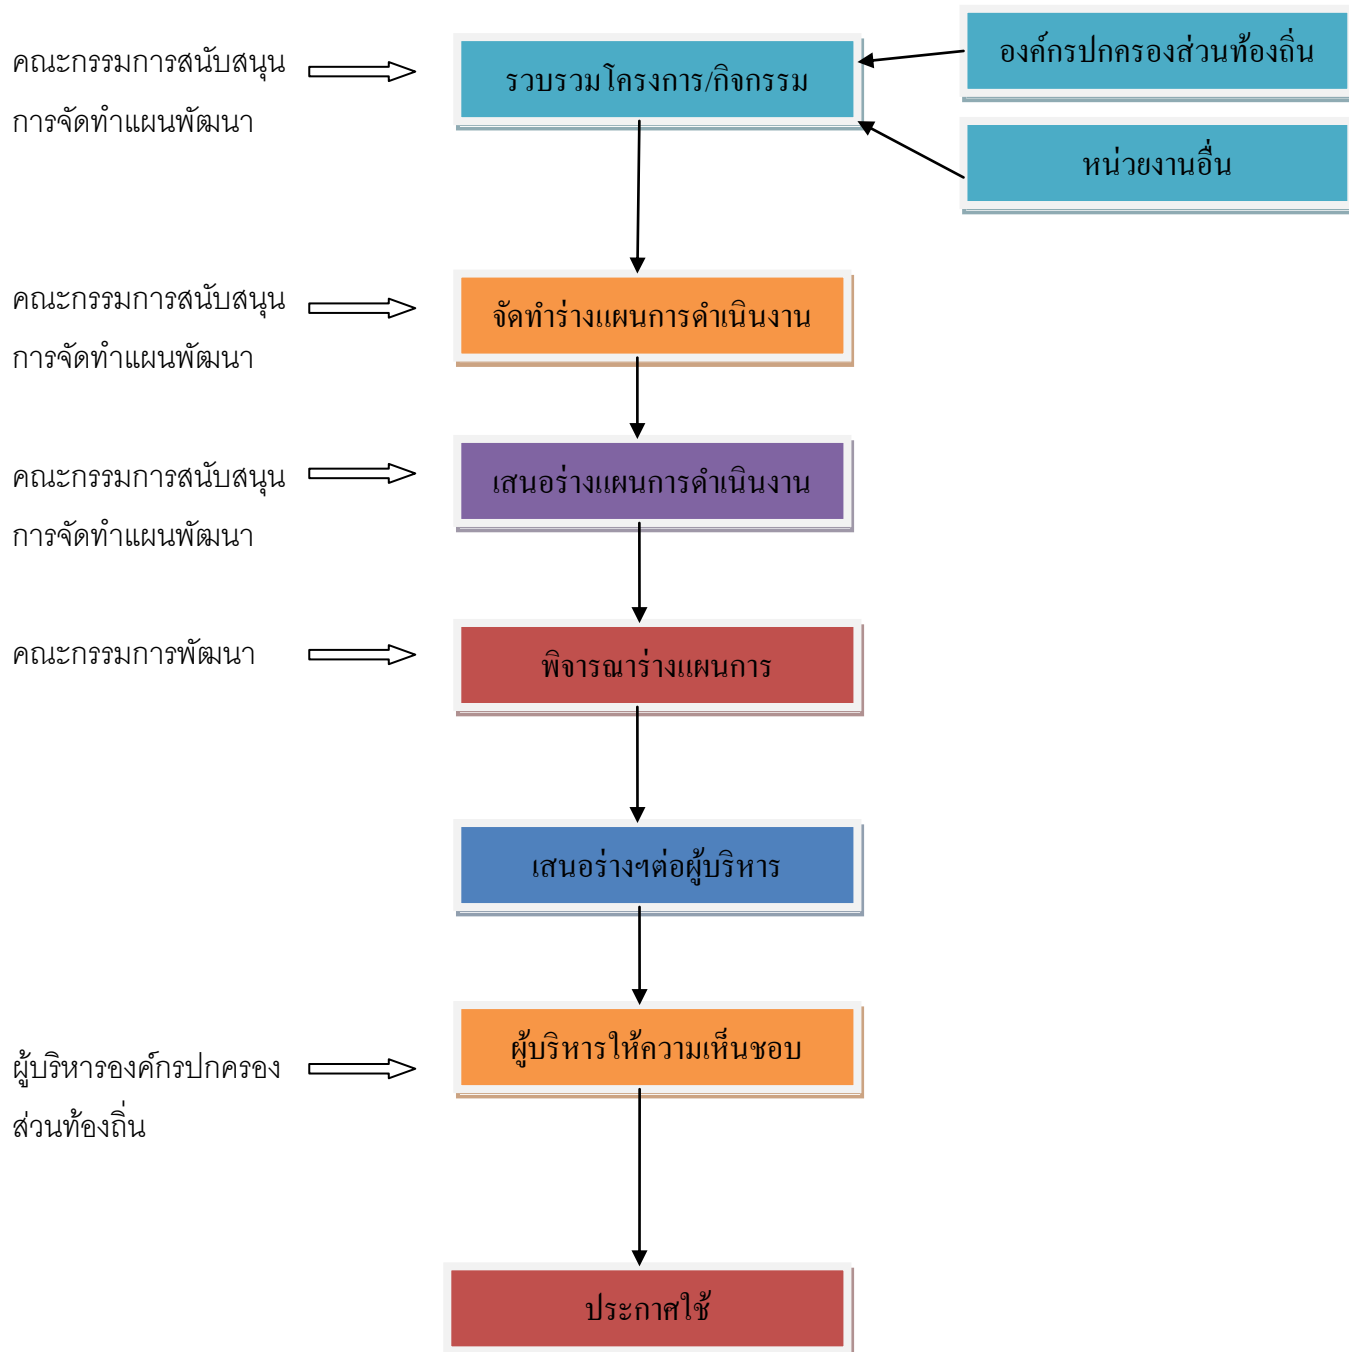 คณะกรรมการสนับสนุน
การจัดทำแผนพัฒนา
รวบรวมโครงการ/กิจกรรม
องค์กรปกครองส่วนท้องถิ่น
หน่วยงานอื่น
คณะกรรมการสนับสนุน
การจัดทำแผนพัฒนา
จัดทำร่างแผนการดำเนินงาน
คณะกรรมการสนับสนุน
การจัดทำแผนพัฒนา
เสนอร่างแผนการดำเนินงาน
คณะกรรมการพัฒนา
พิจารณาร่างแผนการ
เสนอร่างฯต่อผู้บริหาร
ผู้บริหารองค์กรปกครอง
ส่วนท้องถิ่น
ผู้บริหารให้ความเห็นชอบ
ประกาศใช้